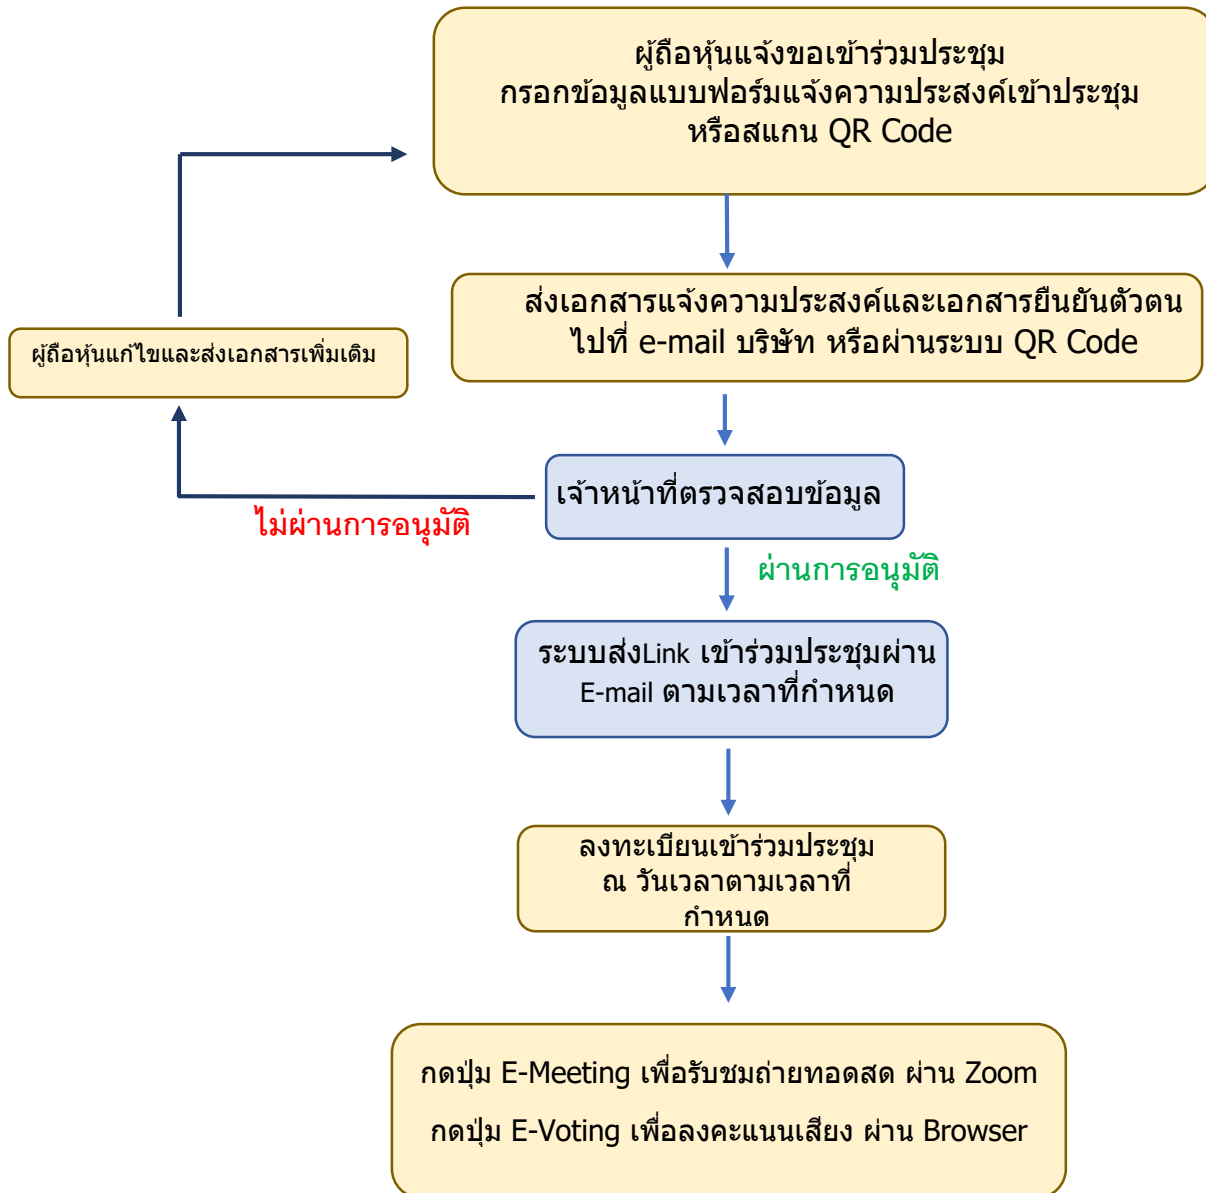 ผู้ถือหุ้นแจ้งขอเข้าร่วมประชุม
กรอกข้อมูลแบบฟอร์มแจ้งความประสงค์เข้าประชุม
หรือสแกน QR Code
ส่งเอกสารแจ้งความประสงค์และเอกสารยืนยันตัวตน
ไปที่ e-mail บริษัท หรือผ่านระบบ QR Code
ผู้ถือหุ้นแก้ไขและส่งเอกสารเพิ่มเติม
เจ้าหน้าที่ตรวจสอบข้อมูล
ไม่ผ่านการอนุมัติ
ผ่านการอนุมัติ
ระบบส่งLink เข้าร่วมประชุมผ่าน
E-mail ตามเวลาที่กำหนด
ลงทะเบียนเข้าร่วมประชุม
ณ วันเวลาตามเวลาที่
กำหนด
กดปุ่ม E-Meeting เพื่อรับชมถ่ายทอดสด ผ่าน Zoom
กดปุ่ม E-Voting เพื่อลงคะแนนเสียง ผ่าน Browser